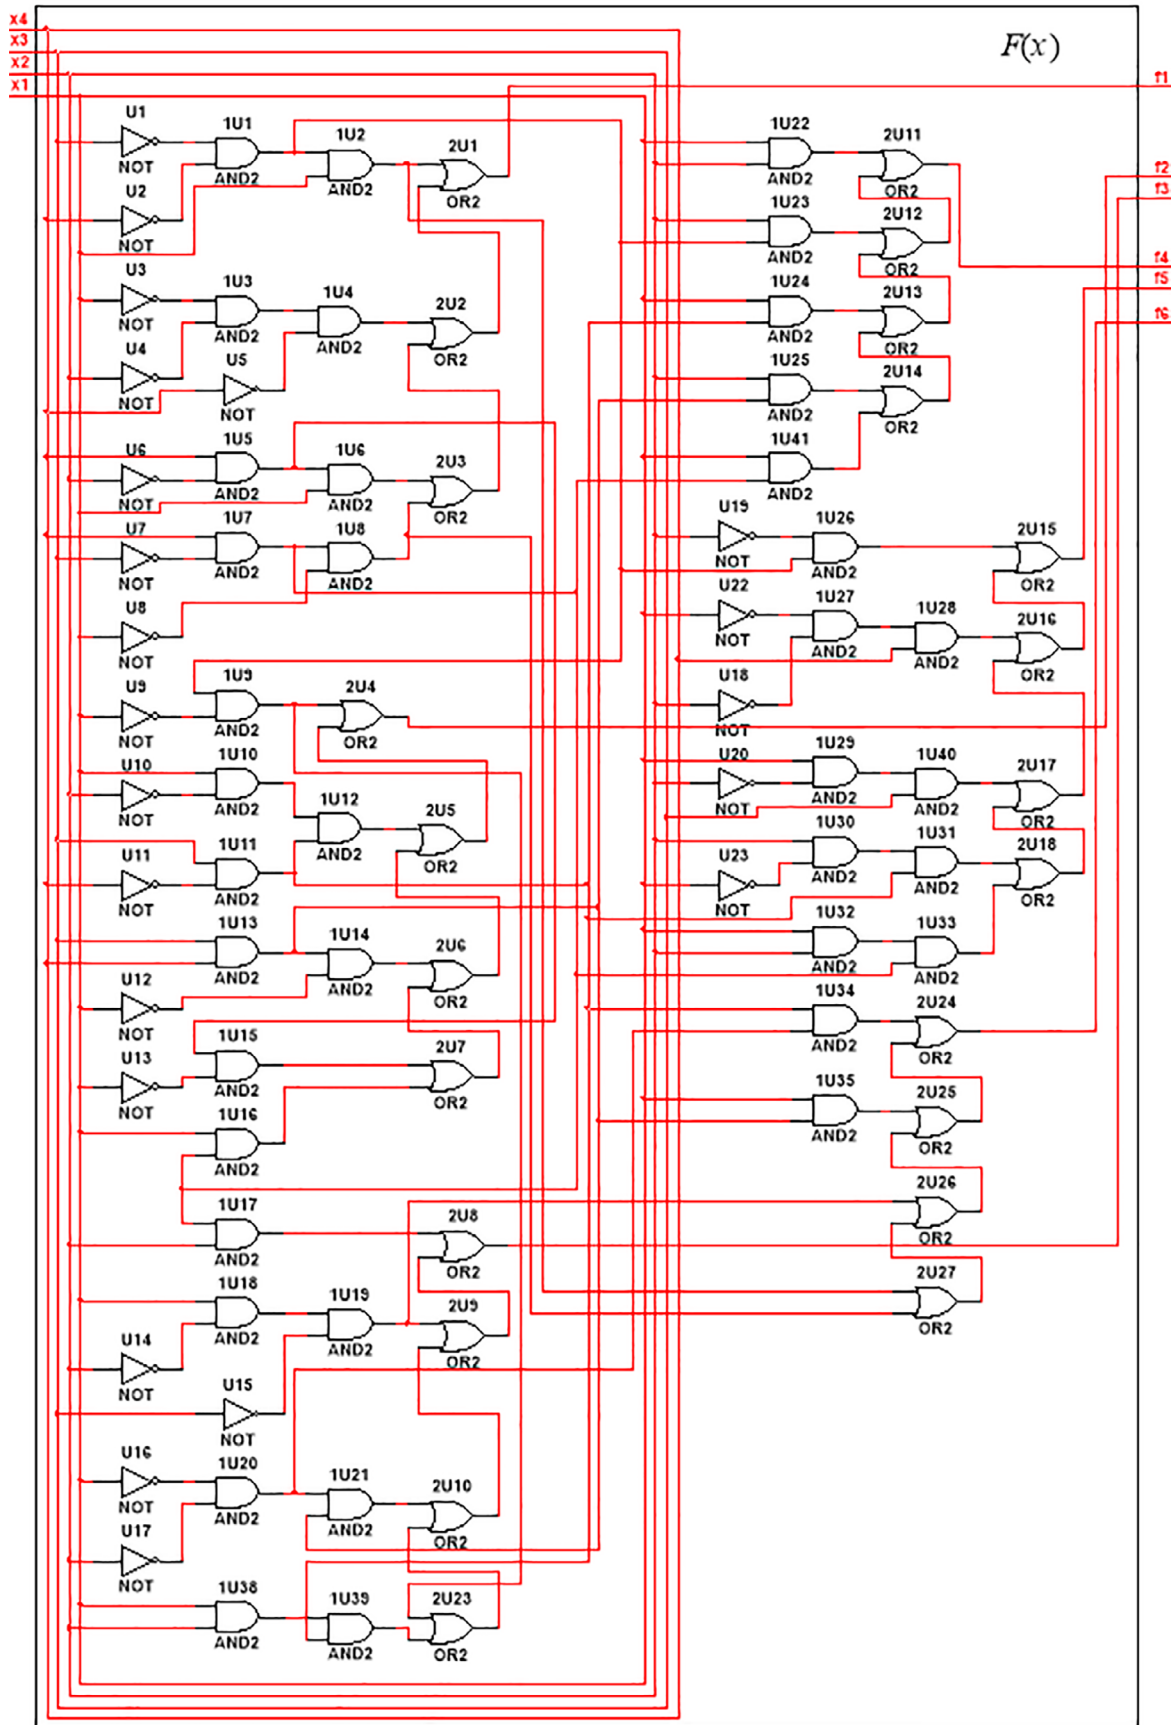 x4
x3
x2
x1
F(x)
f1
f2
f3
f4
f5
f6
U1
NOT
1U1
AND2
1U2
AND2
2U1
OR2
U2
NOT
U3
NOT
1U3
AND2
1U4
AND2
2U2
OR2
U4
NOT
U5
NOT
U6
NOT
1U5
AND2
1U6
AND2
2U3
OR2
U7
NOT
1U7
AND2
1U8
AND2
U8
NOT
U9
NOT
1U9
AND2
2U4
OR2
U10
NOT
1U10
AND2
1U12
AND2
2U5
OR2
U11
NOT
1U11
AND2
1U13
AND2
1U14
AND2
2U6
OR2
U12
NOT
U13
NOT
1U15
AND2
2U7
OR2
1U16
AND2
1U17
AND2
2U8
OR2
1U18
AND2
1U19
AND2
2U9
OR2
U14
NOT
U15
NOT
U16
NOT
1U20
AND2
1U21
AND2
2U10
OR2
U17
NOT
1U38
AND2
1U39
AND2
2U23
OR2
1U22
AND2
2U11
OR2
1U23
AND2
2U12
OR2
1U24
AND2
2U13
OR2
1U25
AND2
2U14
OR2
1U41
AND2
U19
NOT
1U26
AND2
2U15
OR2
U22
NOT
1U27
AND2
1U28
AND2
2U16
OR2
U18
NOT
U20
NOT
1U29
AND2
1U40
AND2
2U17
OR2
1U30
AND2
1U31
AND2
2U18
OR2
U23
NOT
1U32
AND2
1U33
AND2
1U34
AND2
2U24
OR2
1U35
AND2
2U25
OR2
2U26
OR2
2U27
OR2